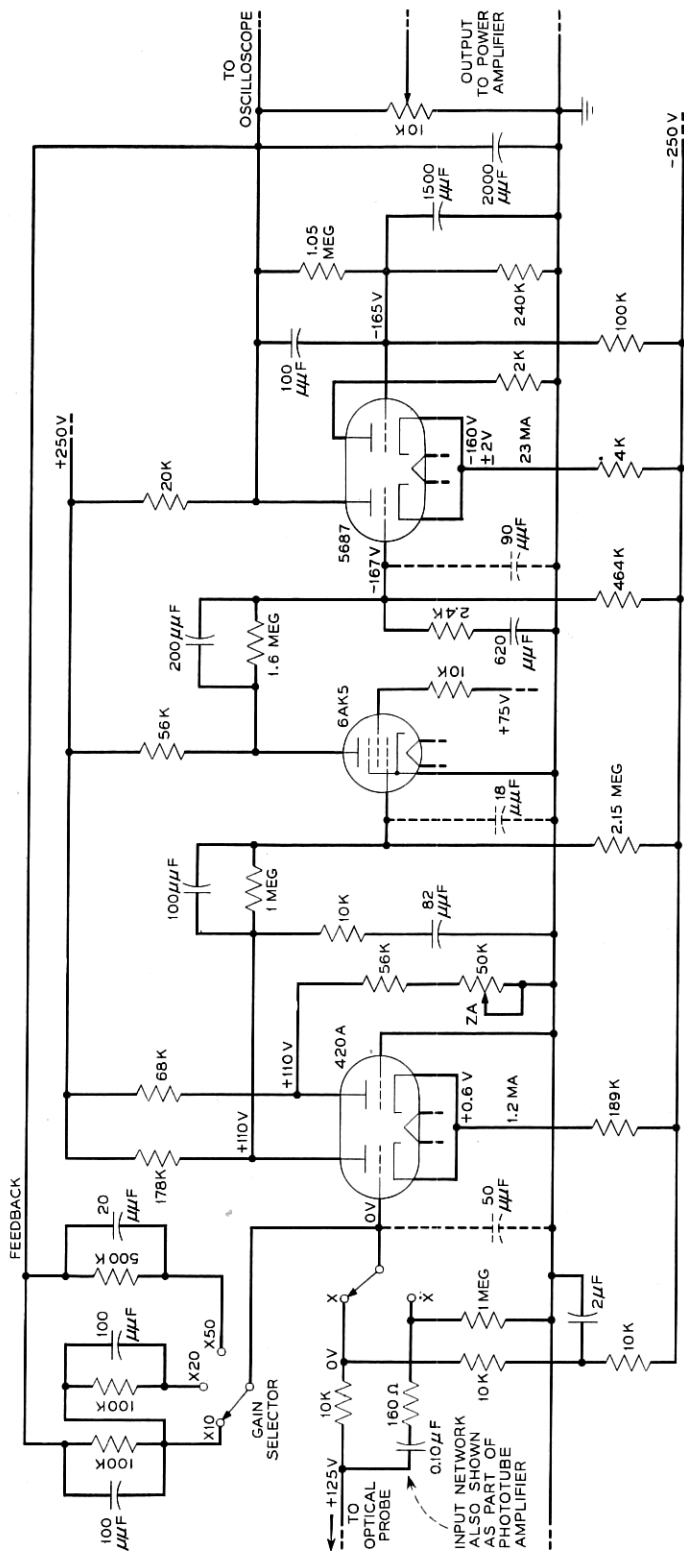 FEEDBACK
+250V
TO
OSCILLOSCOPE
100
μμF
100K
100K
100
μμF
500K
20
μμF
X10
X20
X50
GAIN
SELECTOR
178K
68K
56K
200μμF
1.6 MEG
20K
100
μμF
1.05
MEG
10K
+110V
+110V
420A
100μμF
1 MEG
6AK5
5687
-167V
-165V
1500
μμF
2000
μμF
OUTPUT
TO POWER
AMPLIFIER
0V
+0.6 V
1.2 MA
56K
50K
ZA
10K
82
μμF
18
μμF
10K
+75V
2.4K
620
μμF
90
μμF
-160V
±2V
23 MA
2K
240K
+125V
TO
OPTICAL
PROBE
10K
0V
X
Ẍ
160Ω
0.10μF
INPUT NETWORK
ALSO SHOWN
AS PART OF
PHOTOTUBE
AMPLIFIER
1 MEG
50
μμF
10K
2μF
10K
189K
2.15 MEG
464K
4K
100K
-250V